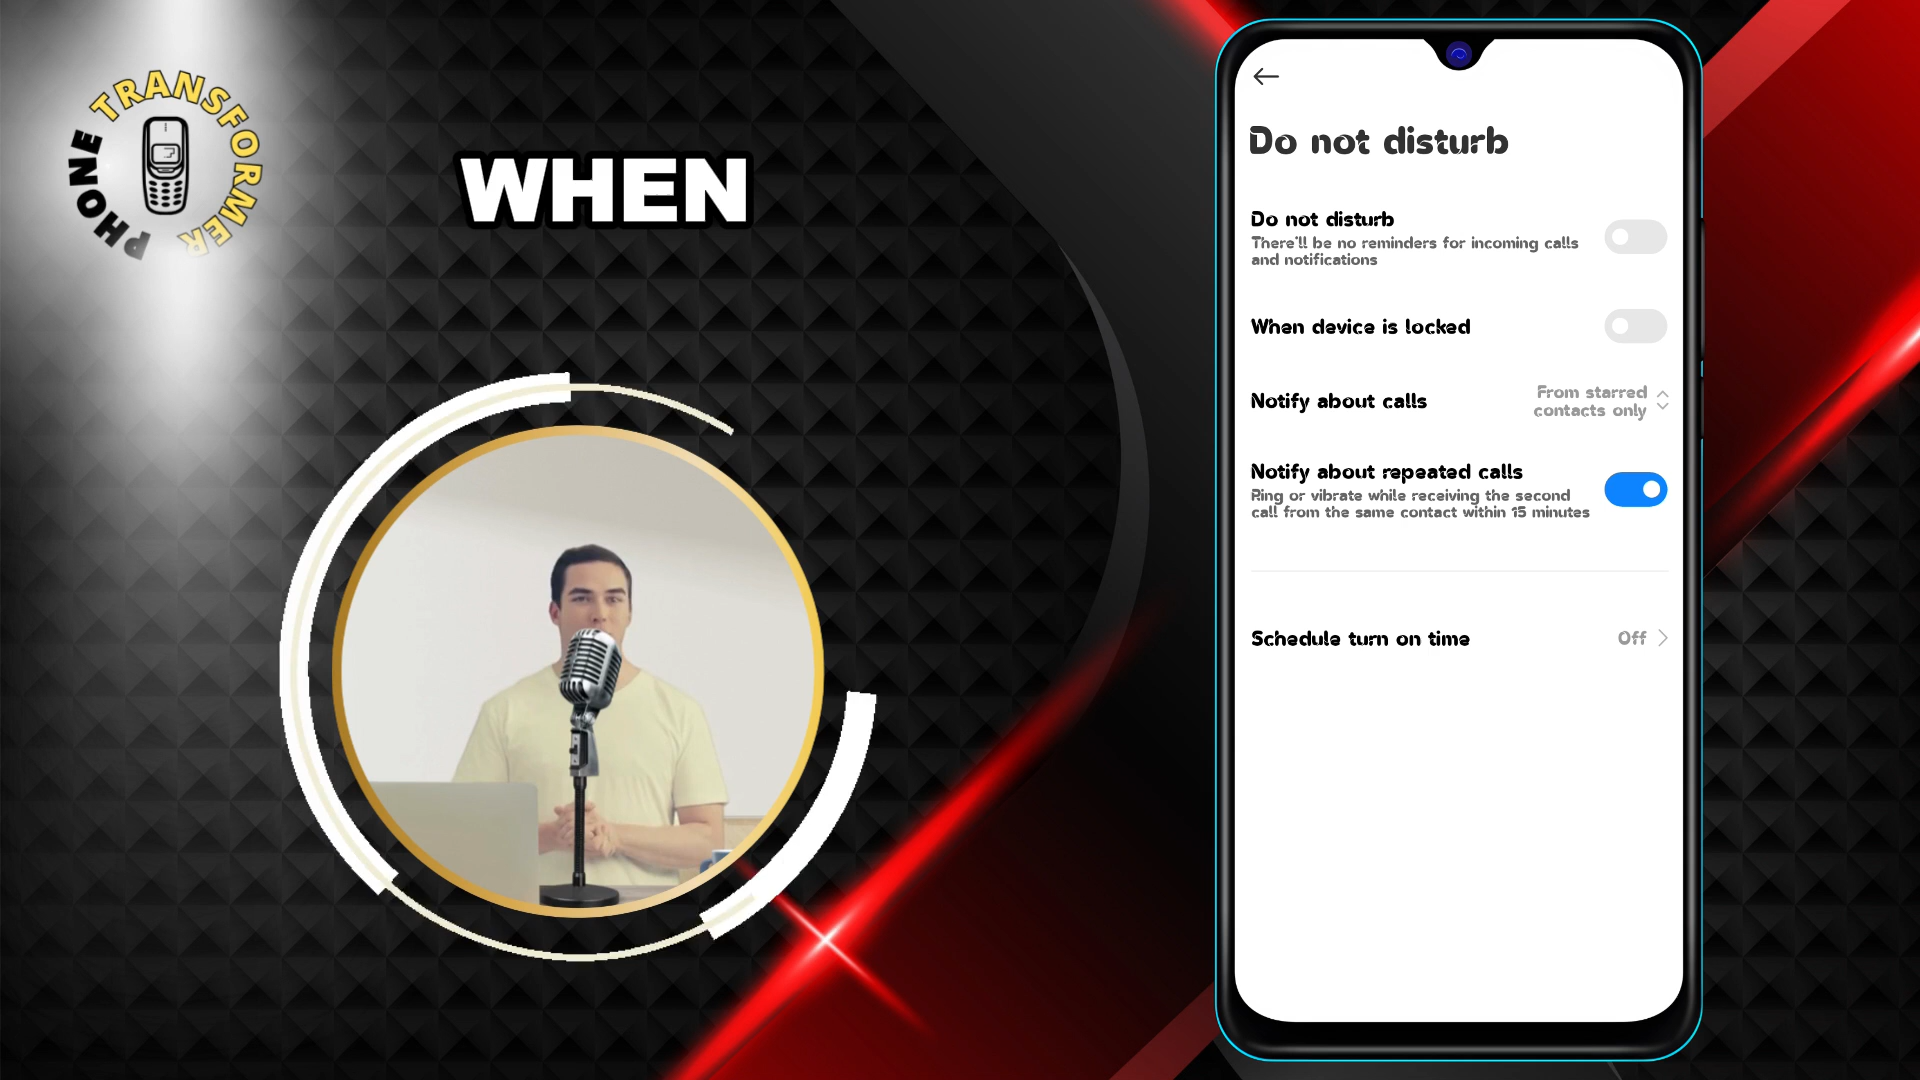 PHONE TRANSFORMER
WHEN
Do not disturb
Do not disturb
There'll be no reminders for incoming calls
and notifications
When device is locked
Notify about calls
From starred
contacts only
Notify about repeated calls
Ring or vibrate while receiving the second
call from the same contact within 15 minutes
Schedule turn on time
Off